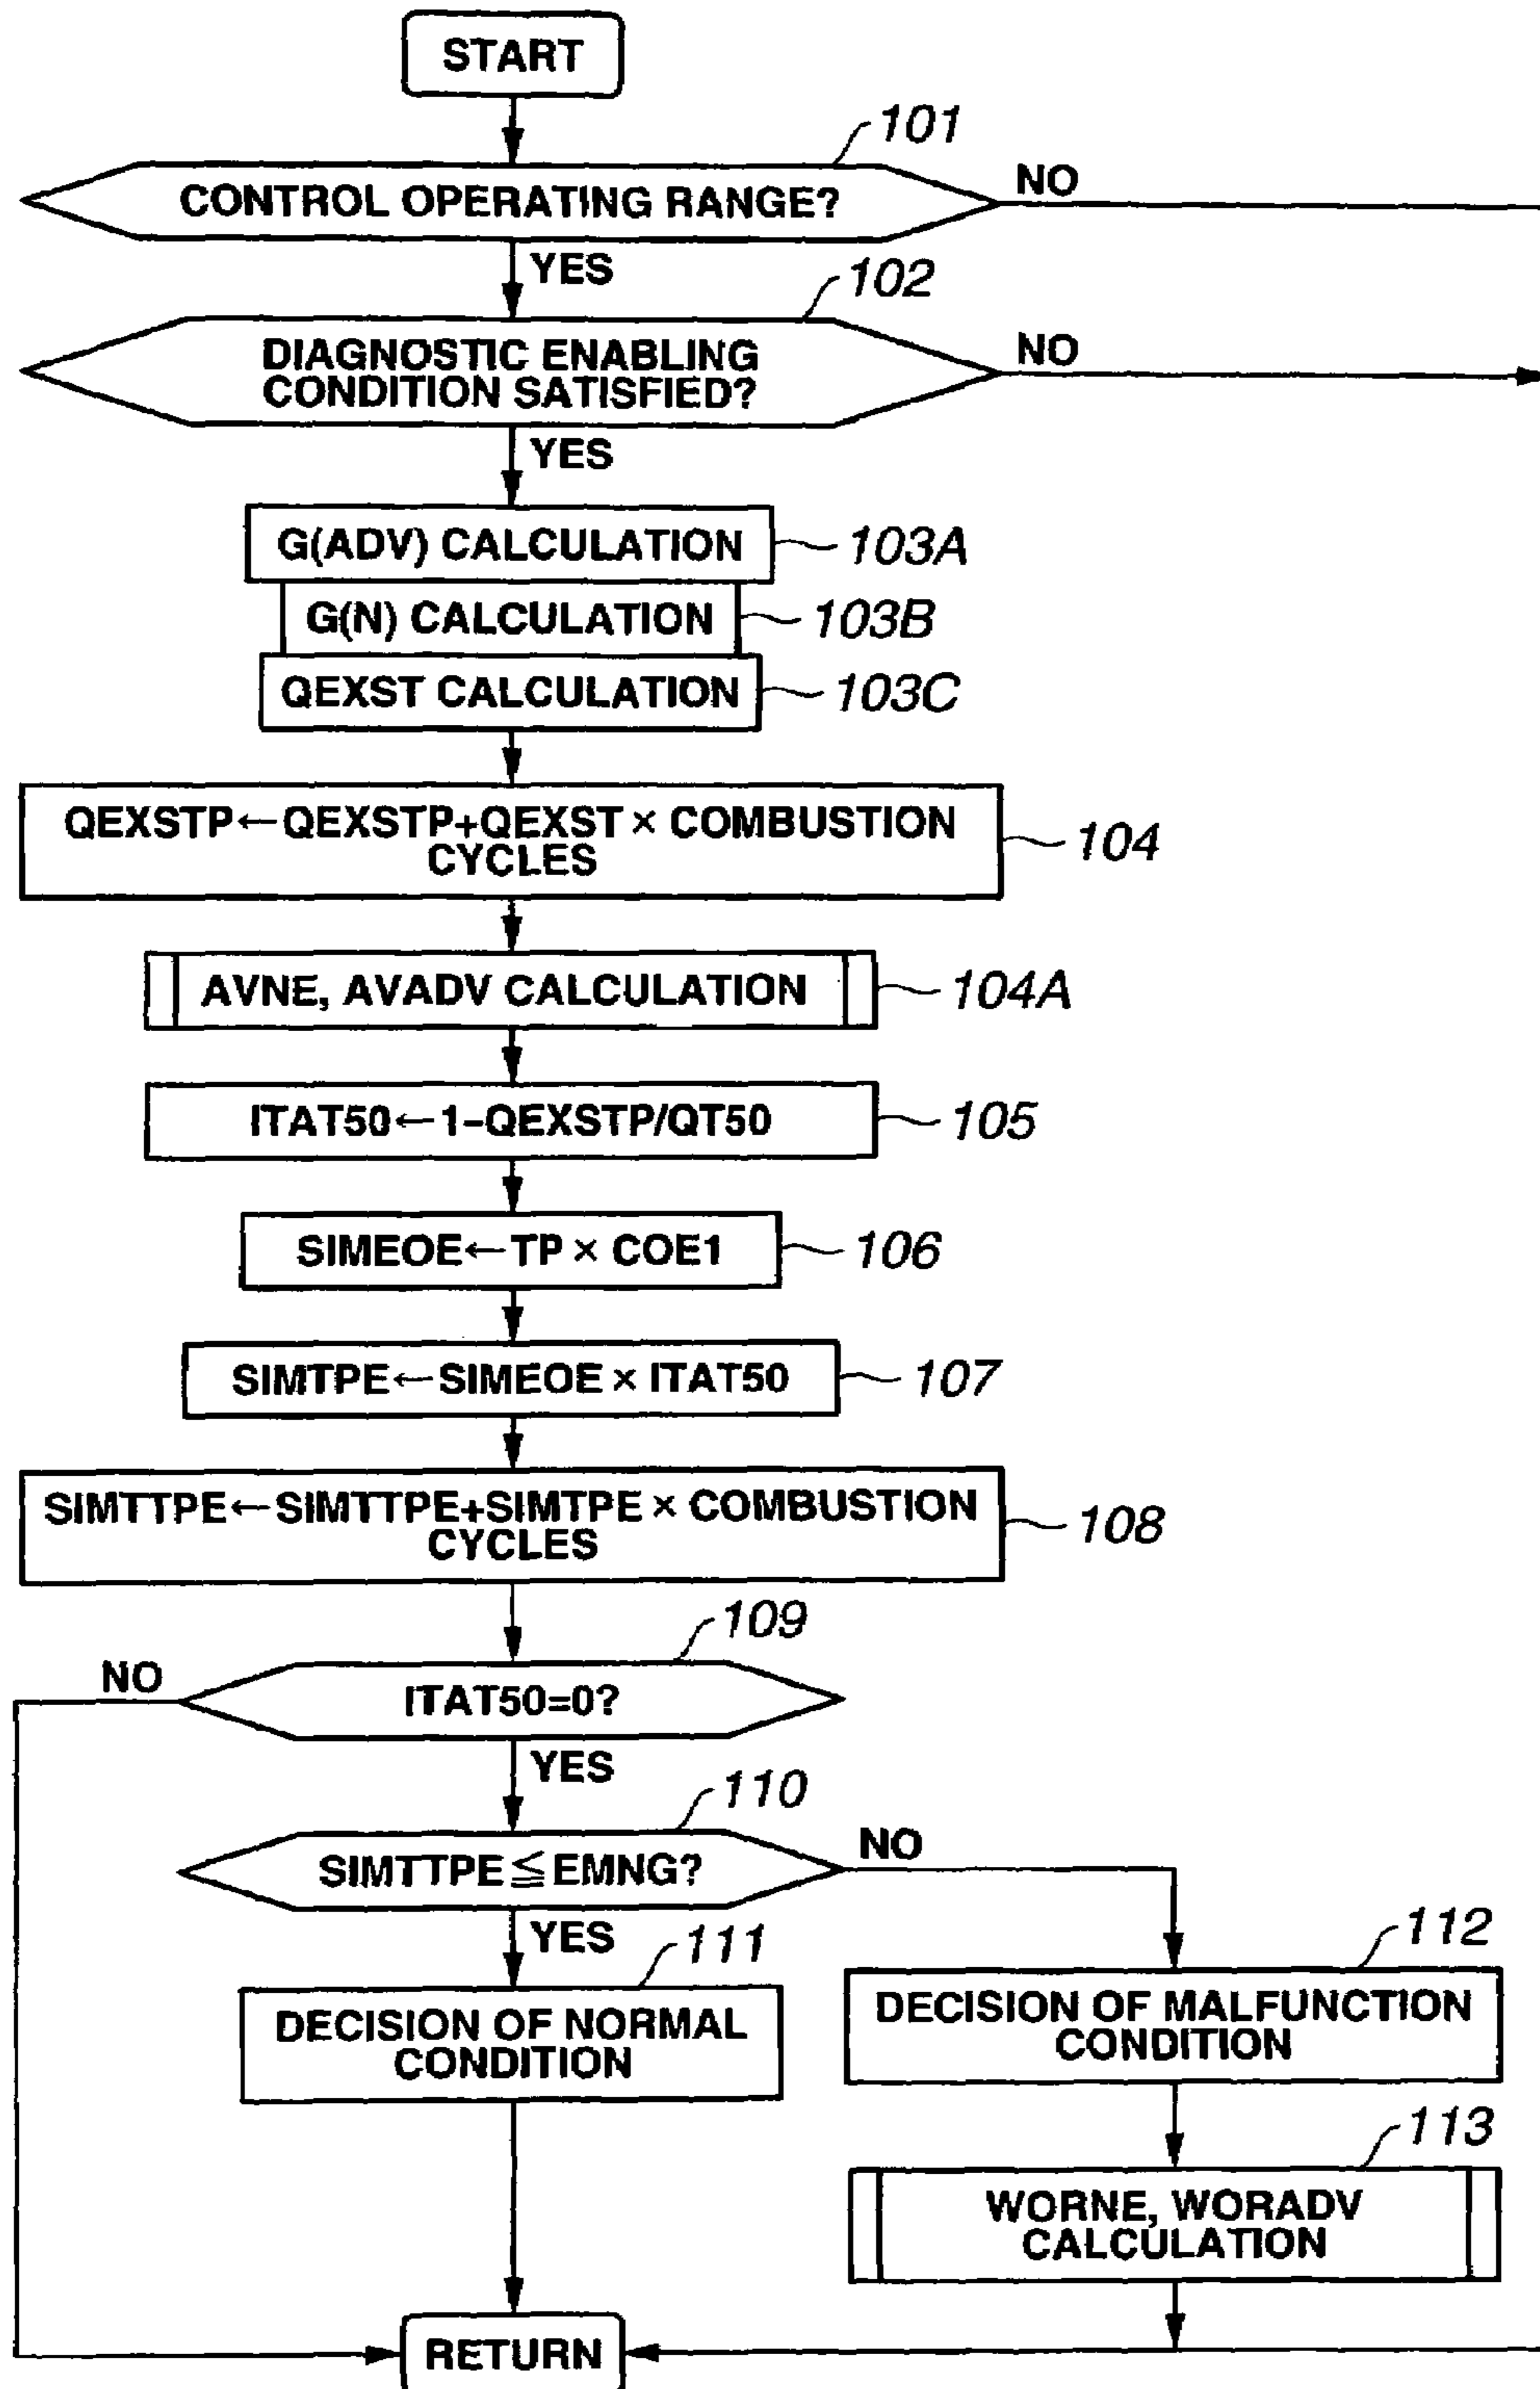 START
101
CONTROL OPERATING RANGE?
NO
YES
102
DIAGNOSTIC ENABLING
CONDITION SATISFIED?
NO
YES
G(ADV) CALCULATION
103A
G(N) CALCULATION
103B
QEXST CALCULATION
103C
QEXSTP←QEXSTP+QEXST × COMBUSTION
CYCLES
104
AVNE, AVADV CALCULATION
104A
ITAT50←1-QEXSTP/QT50
105
SIMEOE←TP × COE1
106
SIMTPE←SIMEOE × ITAT50
107
SIMTTPE←SIMTTPE+SIMTPE × COMBUSTION
CYCLES
108
109
NO
ITAT50=0?
YES
110
SIMTTPE≦EMNG?
NO
YES
111
DECISION OF NORMAL
CONDITION
112
DECISION OF MALFUNCTION
CONDITION
113
WORNE, WORADV
CALCULATION
RETURN